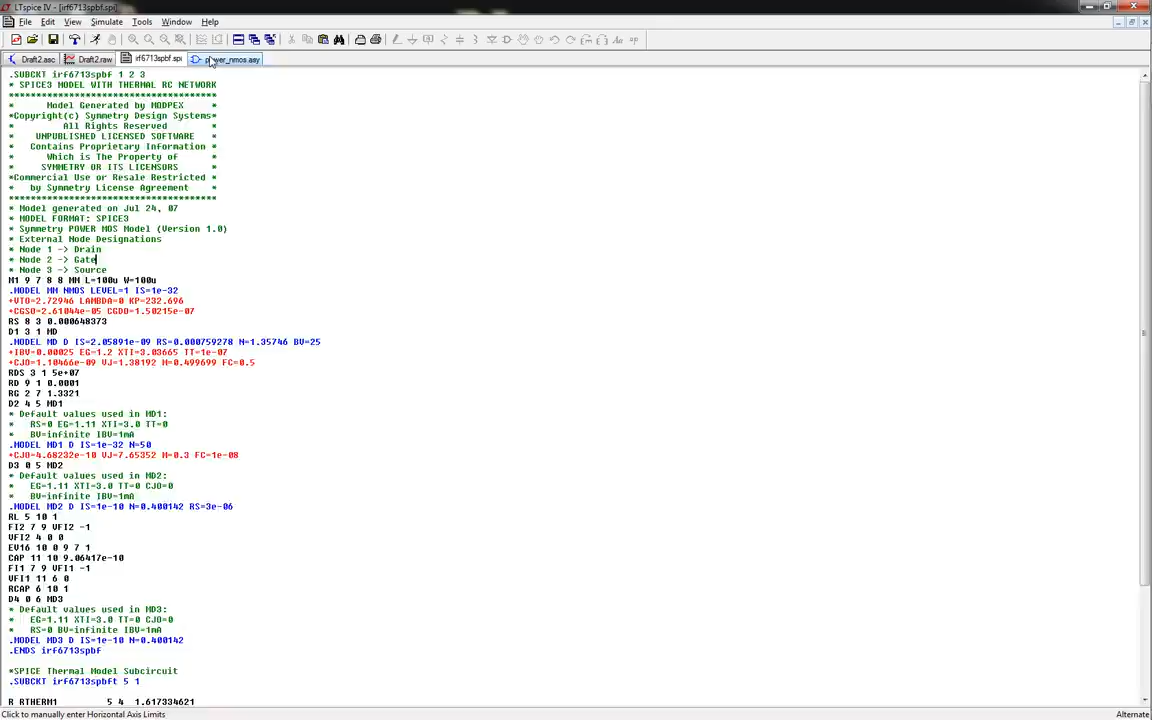 LTspice IV - [irf6713spbf.spi]
File Edit View Simulate Tools Window Help
Draft2.asc Draft2.raw irf6713spbf.spi power_nmos.asy
.SUBCKT irf6713spbf 1 2 3
* SPICE3 MODEL WITH THERMAL RC NETWORK
****************************************
*      Model Generated by MODPEX       *
*Copyright(c) Symmetry Design Systems*
*         All Rights Reserved         *
*    UNPUBLISHED LICENSED SOFTWARE    *
*   Contains Proprietary Information  *
*      Which is The Property of       *
*     SYMMETRY OR ITS LICENSORS       *
*Commercial Use or Resale Restricted *
*   by Symmetry License Agreement     *
****************************************
* Model generated on Jul 24, 07
* MODEL FORMAT: SPICE3
* Symmetry POWER MOS Model (Version 1.0)
* External Node Designations
* Node 1 -> Drain
* Node 2 -> Gate
* Node 3 -> Source
M1 9 7 8 8 MM L=100u W=100u
.MODEL MM NMOS LEVEL=1 IS=1e-32
+VTO=2.72946 LAMBDA=0 KP=232.696
+CGSO=2.61044e-05 CGDO=1.50215e-07
RS 8 3 0.000648373
D1 3 1 MD
.MODEL MD D IS=2.05891e-09 RS=0.000759278 N=1.35746 BV=25
+IBV=0.00025 EG=1.2 XTI=3.03665 TT=1e-07
+CJO=1.10466e-09 VJ=1.38192 M=0.499699 FC=0.5
RDS 3 1 5e+07
RD 9 1 0.0001
RG 2 7 1.3321
D2 4 5 MD1
* Default values used in MD1:
*   RS=0 EG=1.11 XTI=3.0 TT=0
*   BV=infinite IBV=1mA
.MODEL MD1 D IS=1e-32 N=50
+CJO=4.68232e-10 VJ=7.65352 M=0.3 FC=1e-08
D3 0 5 MD2
* Default values used in MD2:
*   EG=1.11 XTI=3.0 TT=0 CJO=0
*   BV=infinite IBV=1mA
.MODEL MD2 D IS=1e-10 N=0.400142 RS=3e-06
RL 5 10 1
FI2 7 9 VFI2 -1
VFI2 4 0 0
EV16 10 0 9 7 1
CAP 11 10 9.06417e-10
FI1 7 9 VFI1 -1
VFI1 11 6 0
RCAP 6 10 1
D4 0 6 MD3
* Default values used in MD3:
*   EG=1.11 XTI=3.0 TT=0 CJO=0
*   RS=0 BV=infinite IBV=1mA
.MODEL MD3 D IS=1e-10 N=0.400142
.ENDS irf6713spbf
*SPICE Thermal Model Subcircuit
.SUBCKT irf6713spbft 5 1
R_RTHERM1         5 4  1.617334621
Click to manually enter Horizontal Axis Limits
Alternate